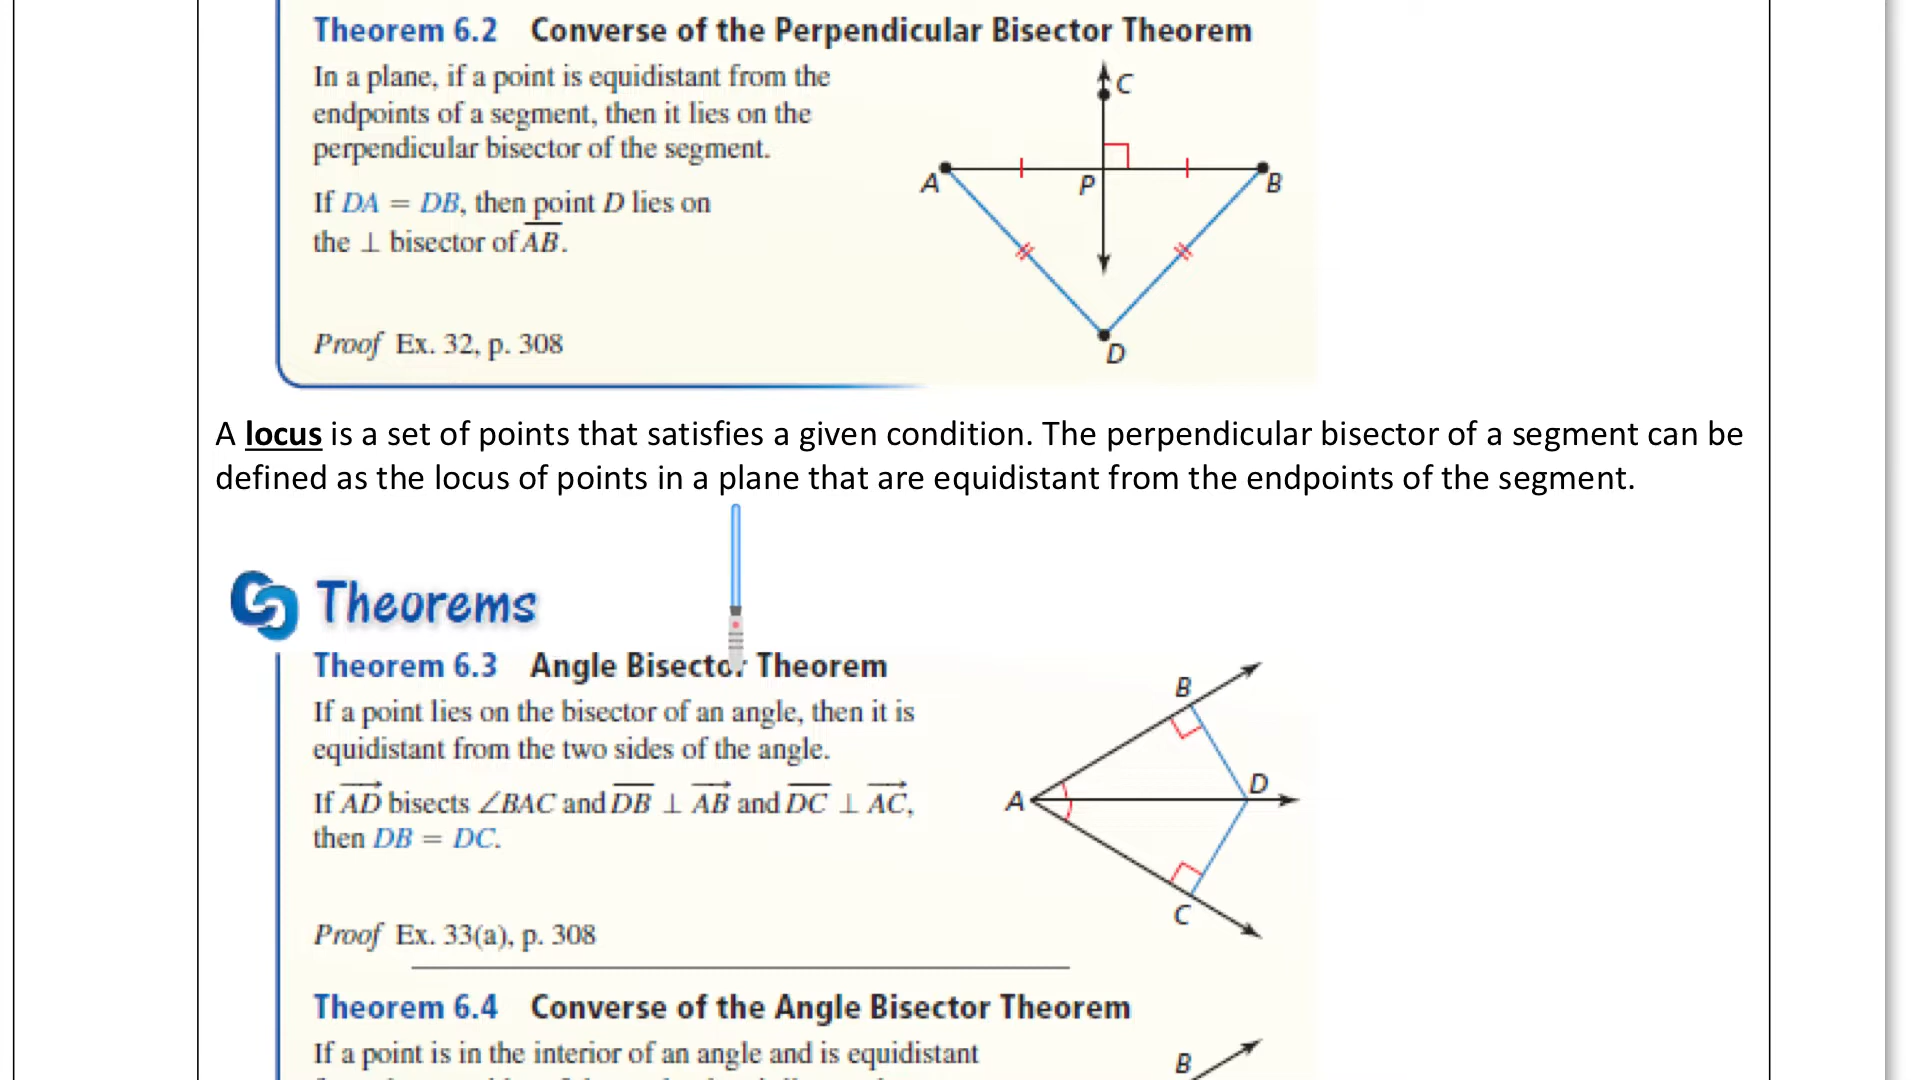 Theorem 6.2 Converse of the Perpendicular Bisector Theorem
In a plane, if a point is equidistant from the
endpoints of a segment, then it lies on the
perpendicular bisector of the segment.
If DA = DB, then point D lies on
the ⊥ bisector of AB.
Proof Ex. 32, p. 308
C
A
P
B
D
A locus is a set of points that satisfies a given condition. The perpendicular bisector of a segment can be
defined as the locus of points in a plane that are equidistant from the endpoints of the segment.
Theorems
Theorem 6.3 Angle Bisector Theorem
If a point lies on the bisector of an angle, then it is
equidistant from the two sides of the angle.
If AD bisects ∠BAC and DB ⊥ AB and DC ⊥ AC,
then DB = DC.
Proof Ex. 33(a), p. 308
B
A
D
C
Theorem 6.4 Converse of the Angle Bisector Theorem
If a point is in the interior of an angle and is equidistant
B